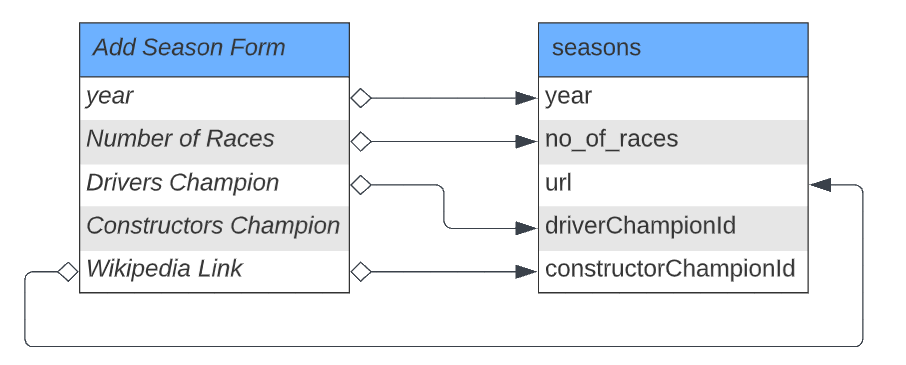 Add Season Form
year
Number of Races
Drivers Champion
Constructors Champion
Wikipedia Link
seasons
year
no_of_races
url
driverChampionId
constructorChampionId